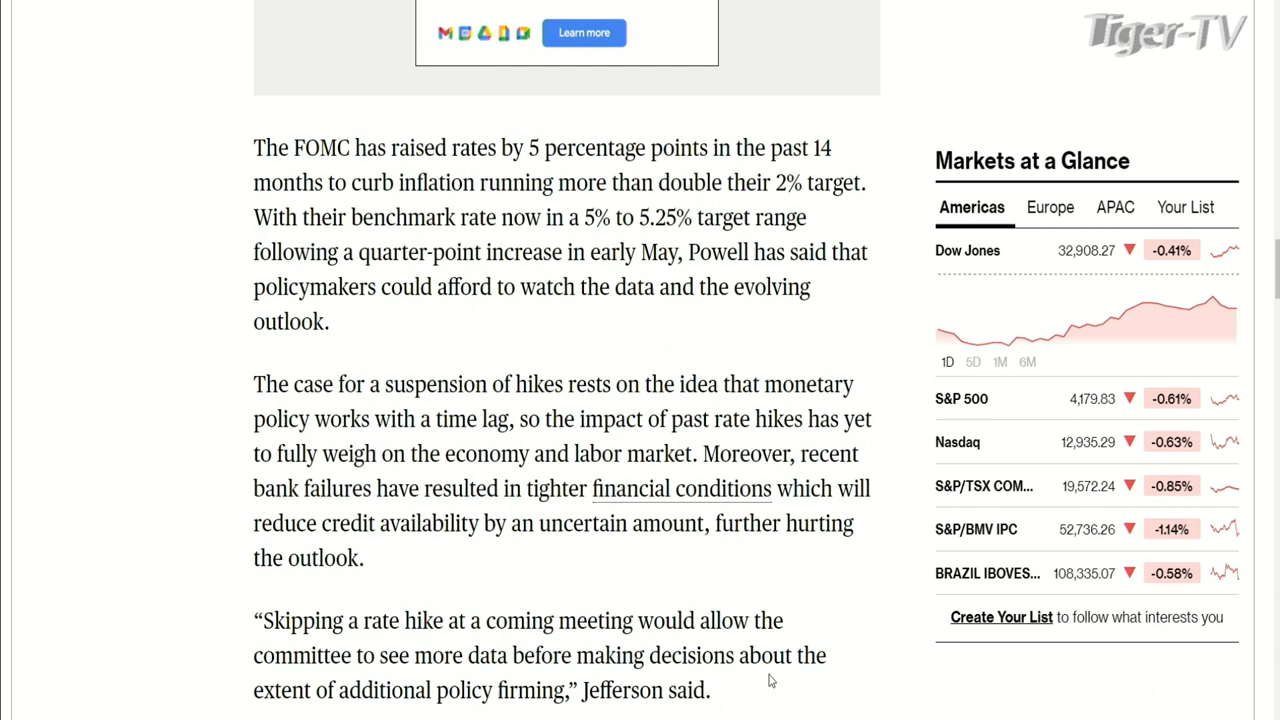 Learn more
Tiger-TV
The FOMC has raised rates by 5 percentage points in the past 14
months to curb inflation running more than double their 2% target.
With their benchmark rate now in a 5% to 5.25% target range
following a quarter-point increase in early May, Powell has said that
policymakers could afford to watch the data and the evolving
outlook.
The case for a suspension of hikes rests on the idea that monetary
policy works with a time lag, so the impact of past rate hikes has yet
to fully weigh on the economy and labor market. Moreover, recent
bank failures have resulted in tighter financial conditions which will
reduce credit availability by an uncertain amount, further hurting
the outlook.
“Skipping a rate hike at a coming meeting would allow the
committee to see more data before making decisions about the
extent of additional policy firming,” Jefferson said.
Markets at a Glance
Americas Europe APAC Your List
Dow Jones 32,908.27 ▼ -0.41%
1D 5D 1M 6M
S&P 500 4,179.83 ▼ -0.61%
Nasdaq 12,935.29 ▼ -0.63%
S&P/TSX COM... 19,572.24 ▼ -0.85%
S&P/BMV IPC 52,736.26 ▼ -1.14%
BRAZIL IBOVES... 108,335.07 ▼ -0.58%
Create Your List to follow what interests you